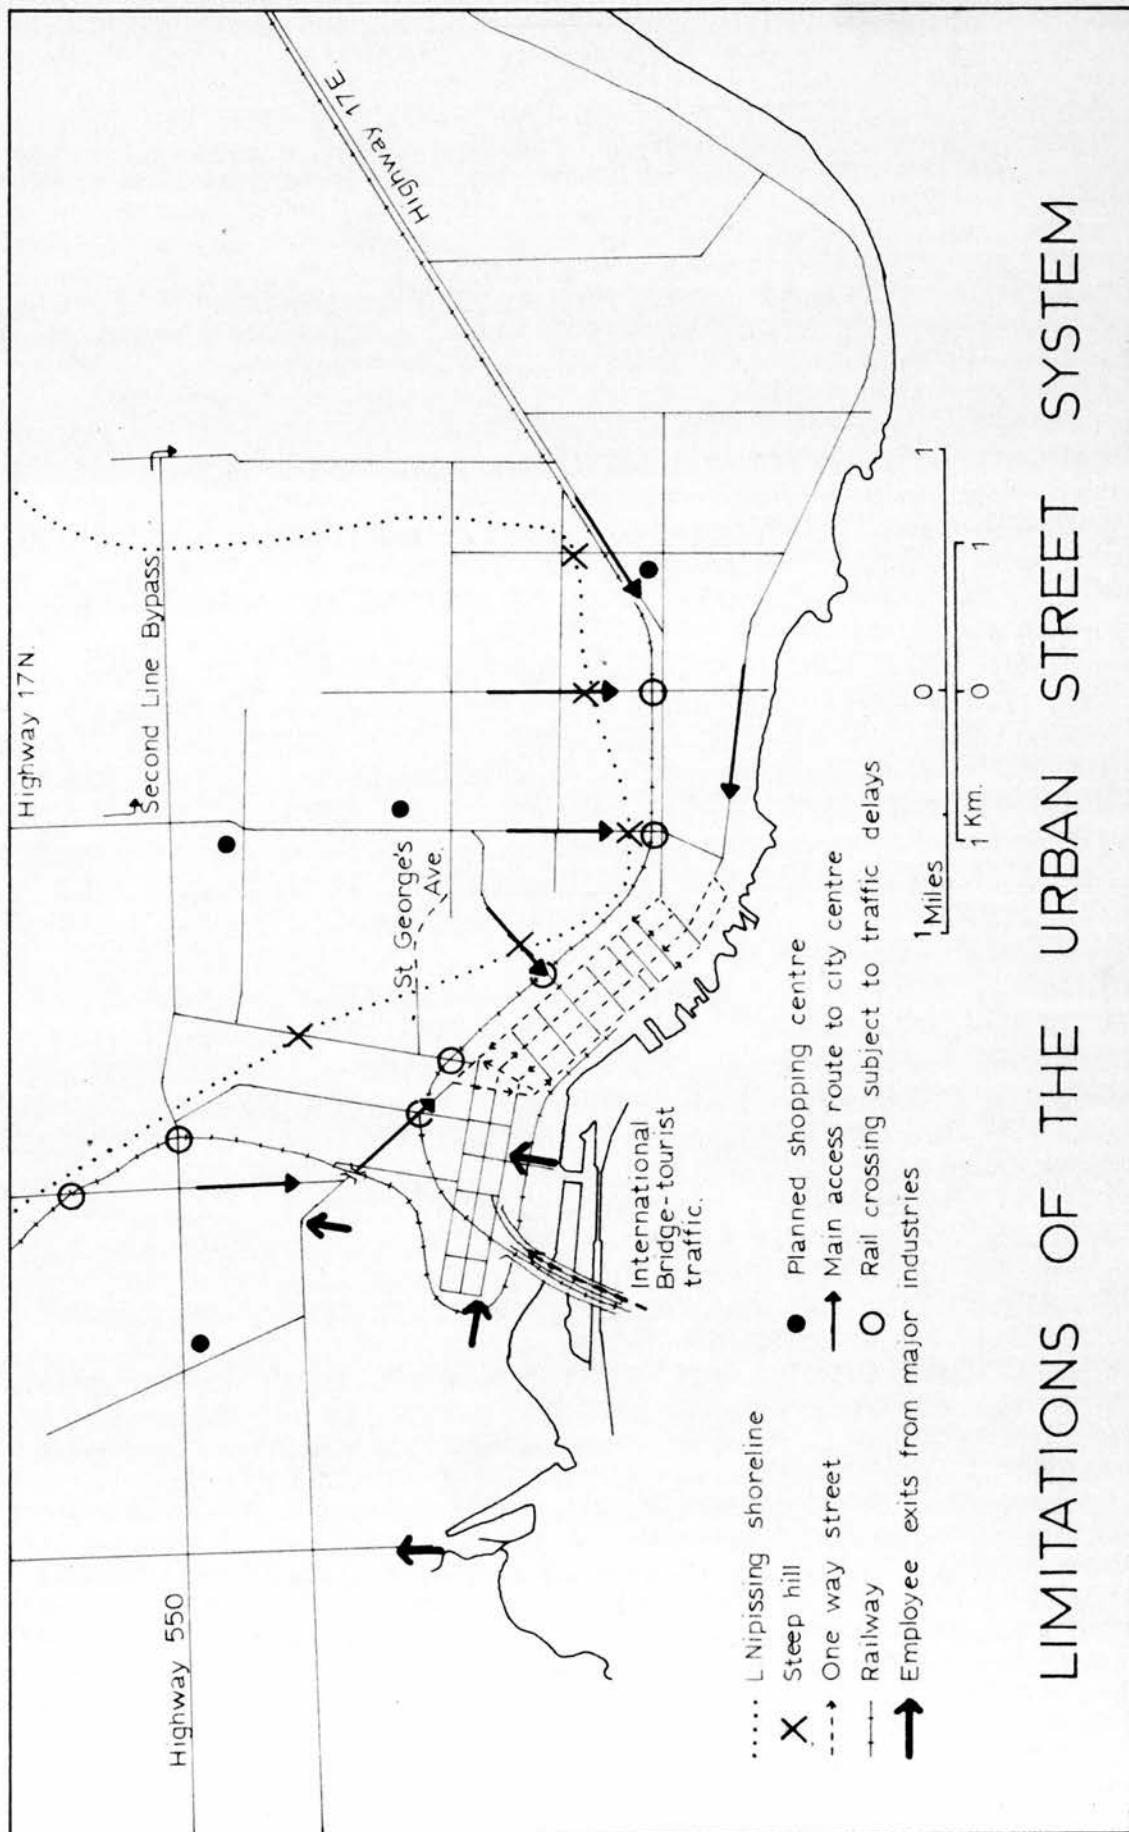 Highway 17N.
Second Line Bypass.
Highway 17E.
Highway 550
St. George's
Ave.
International
Bridge-tourist
traffic.
L Nipissing shoreline
Steep hill
One way street
Railway
Employee exits from major industries
Planned shopping centre
Main access route to city centre
Rail crossing subject to traffic delays
1 0 1
Miles
1 Km. 0 1
LIMITATIONS OF THE URBAN STREET SYSTEM